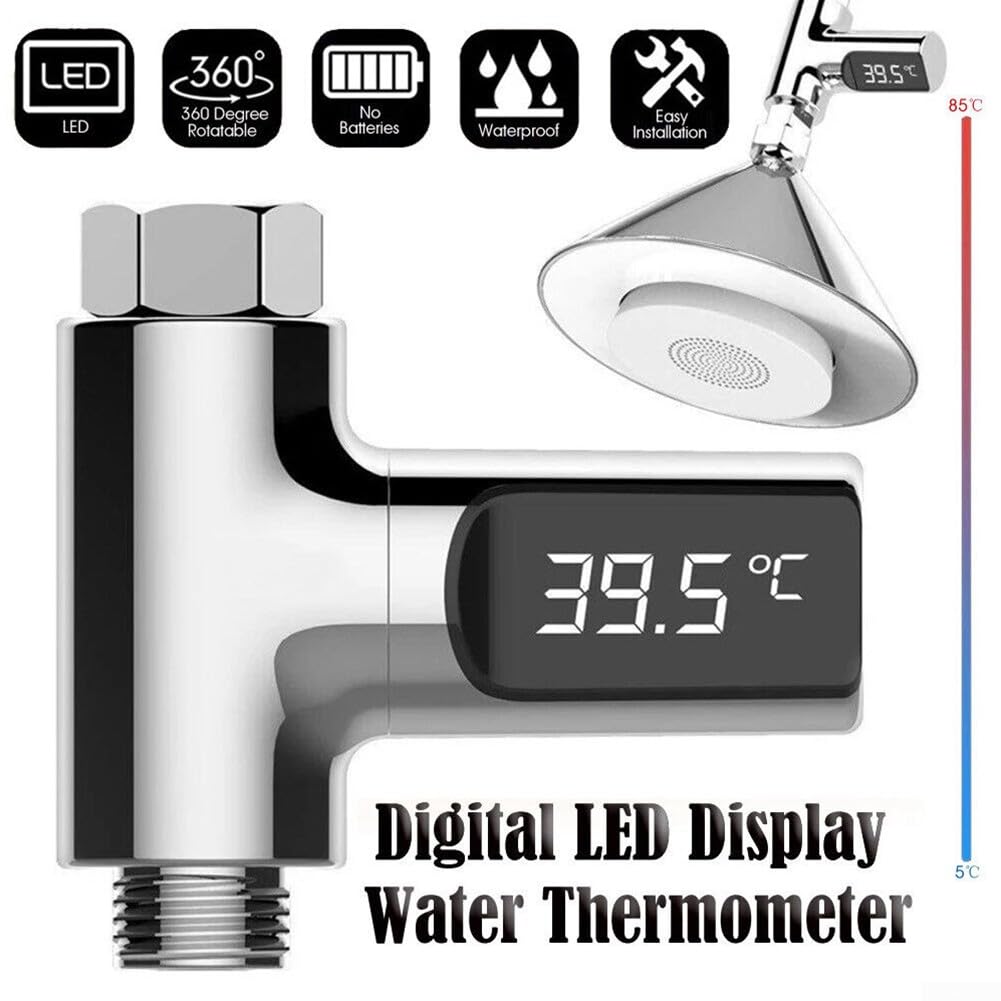 LED
LED
360°
360 Degree
Rotatable
No
Batteries
Waterproof
Easy
Installation
39.5℃
85℃
39.5 ℃
5℃
Digital LED Display
Water Thermometer